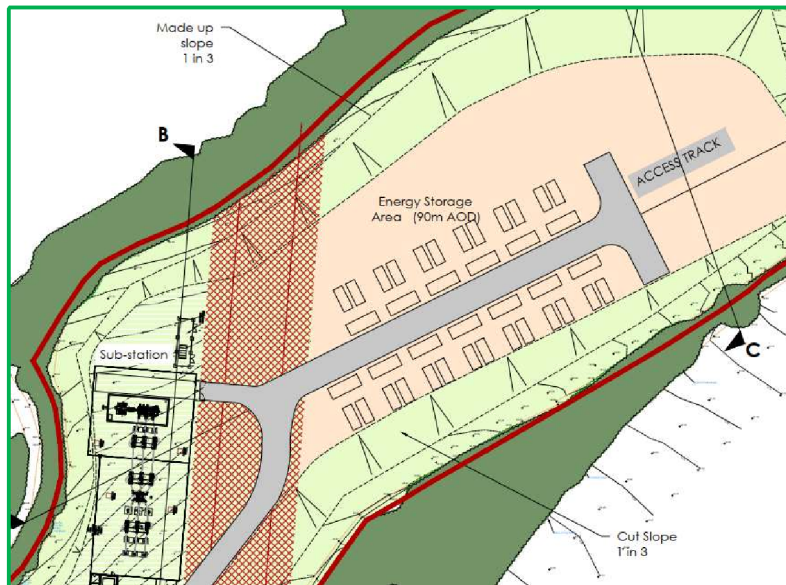 Made up
slope
1 in 3
B
ACCESS TRACK
Energy Storage
Area (90m AOD)
Sub-station
C
Cut Slope
1 in 3